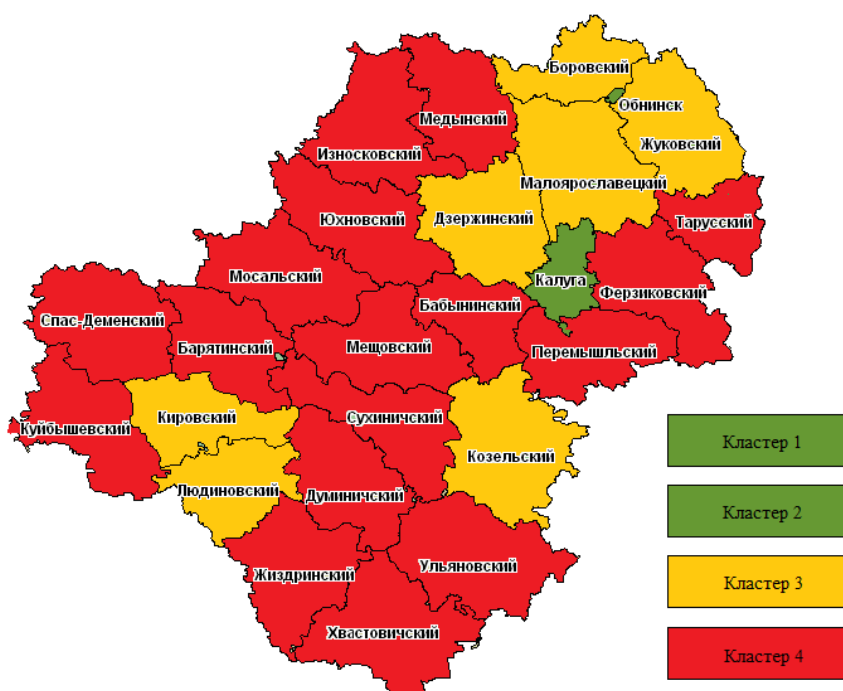 Боровский
Обнинск
Медынский
Жуковский
Износковский
Малоярославецкий
Юхновский
Дзержинский
Тарусский
Мосальский
Калуга
Бабынинский
Ферзиковский
Спас-Деменский
Барятинский
Мещовский
Перемышльский
Кировский
Сухиничский
Куйбышевский
Козельский
Людиновский
Думиничский
Ульяновский
Жиздринский
Хвастовичский
Кластер 1
Кластер 2
Кластер 3
Кластер 4